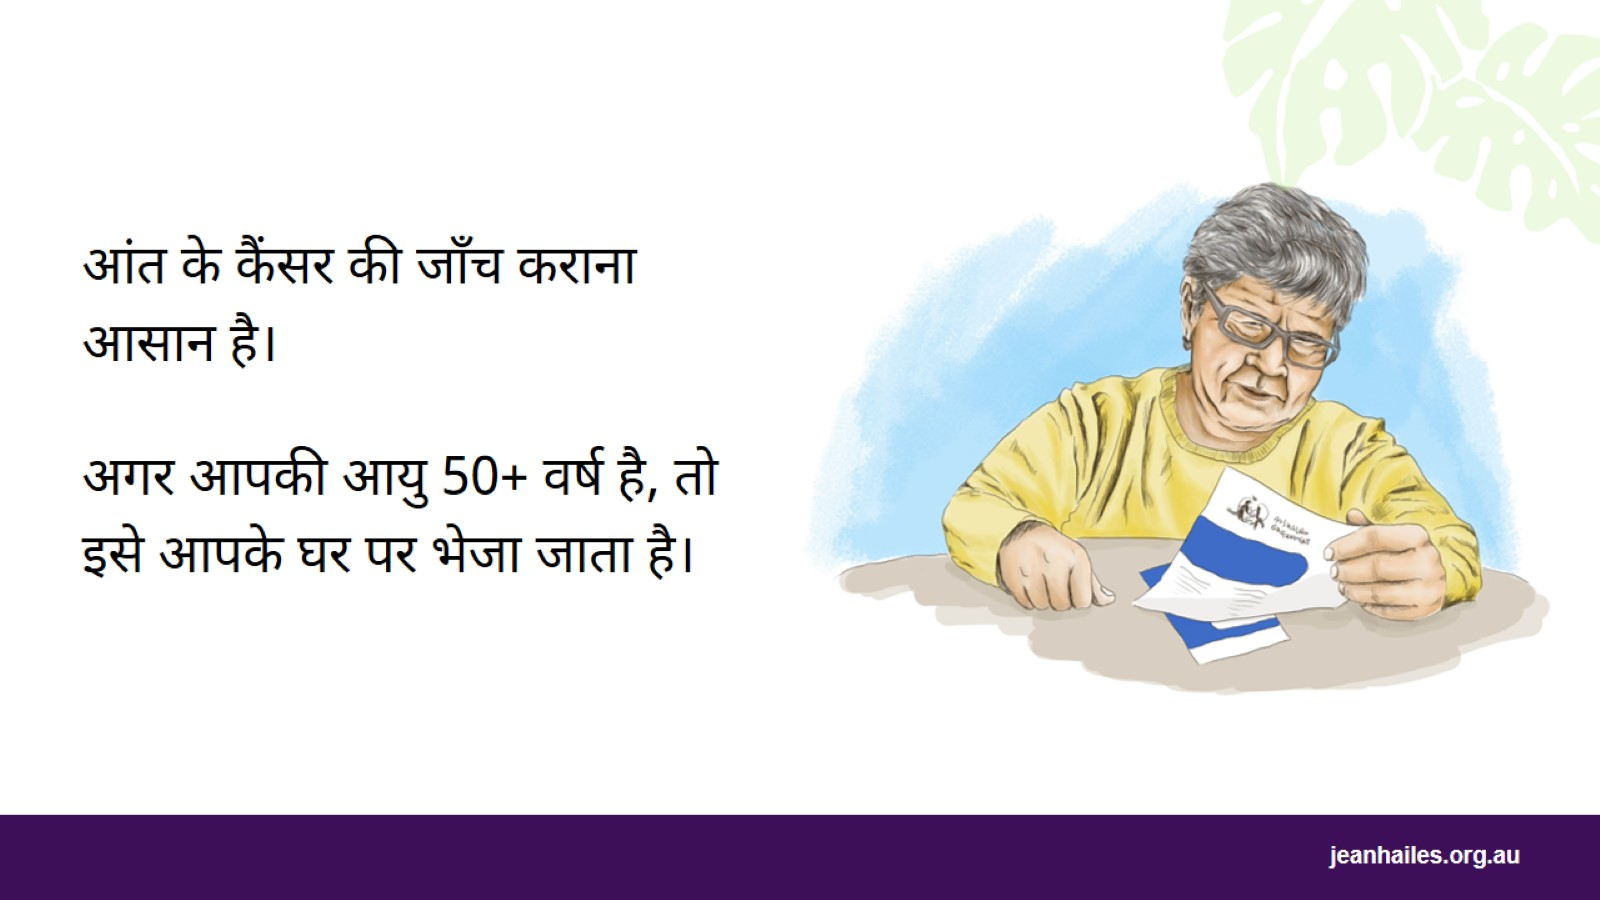 आंत के कैंसर की जाँच कराना
आसान है।
अगर आपकी आयु 50+ वर्ष है, तो
इसे आपके घर पर भेजा जाता है।
jeanhailes.org.au